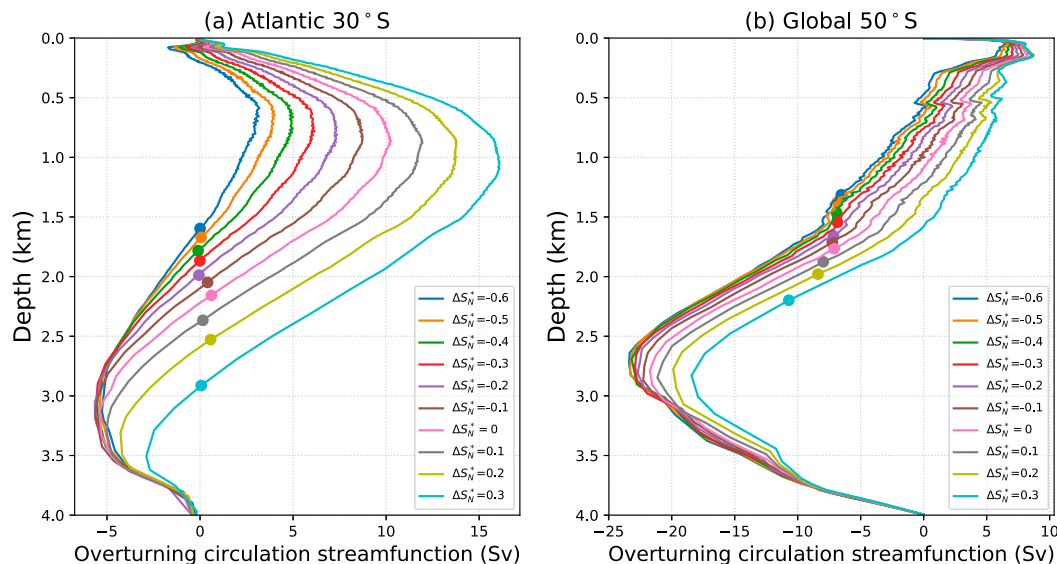 (a) Atlantic 30°S
0.0
0.5
1.0
1.5
2.0
2.5
3.0
3.5
4.0
Depth (km)
ΔS*N=-0.6
ΔS*N=-0.5
ΔS*N=-0.4
ΔS*N=-0.3
ΔS*N=-0.2
ΔS*N=-0.1
ΔS*N= 0
ΔS*N=0.1
ΔS*N=0.2
ΔS*N=0.3
−5 0 5 10 15
Overturning circulation streamfunction (Sv)
(b) Global 50°S
0.0
0.5
1.0
1.5
2.0
2.5
3.0
3.5
4.0
Depth (km)
ΔS*N=-0.6
ΔS*N=-0.5
ΔS*N=-0.4
ΔS*N=-0.3
ΔS*N=-0.2
ΔS*N=-0.1
ΔS*N= 0
ΔS*N=0.1
ΔS*N=0.2
ΔS*N=0.3
−25 −20 −15 −10 −5 0 5 10
Overturning circulation streamfunction (Sv)